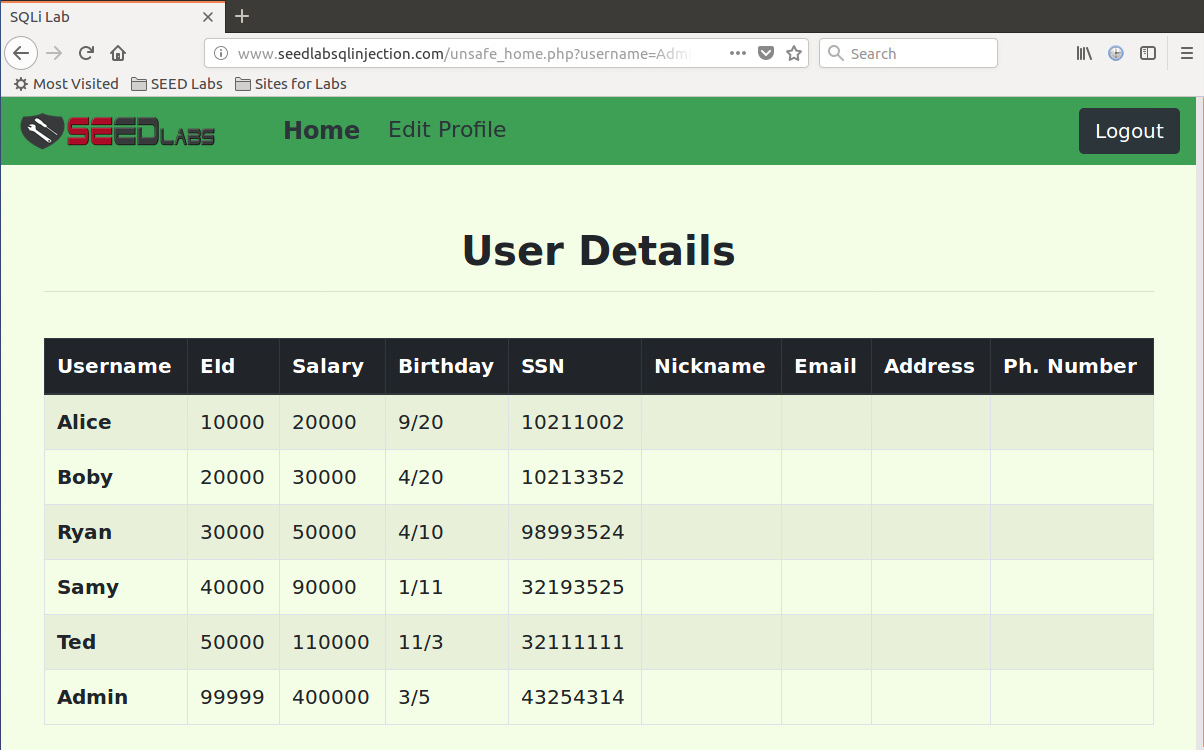 SQLi Lab
www.seedlabsqlinjection.com/unsafe_home.php?username=Admi
Search
Most Visited SEED Labs Sites for Labs
SEEDLABS Home Edit Profile Logout
User Details
Username EId Salary Birthday SSN Nickname Email Address Ph. Number
Alice 10000 20000 9/20 10211002
Boby 20000 30000 4/20 10213352
Ryan 30000 50000 4/10 98993524
Samy 40000 90000 1/11 32193525
Ted 50000 110000 11/3 32111111
Admin 99999 400000 3/5 43254314